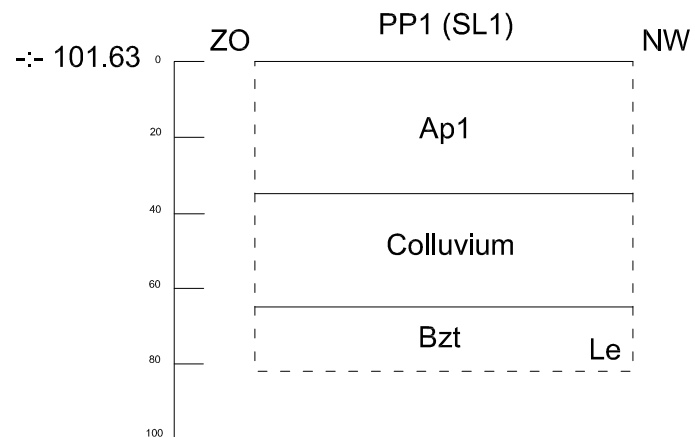 PP1 (SL1)
ZO
NW
-:- 101.63
0
Ap1
20
40
Colluvium
60
Bzt
Le
80
100